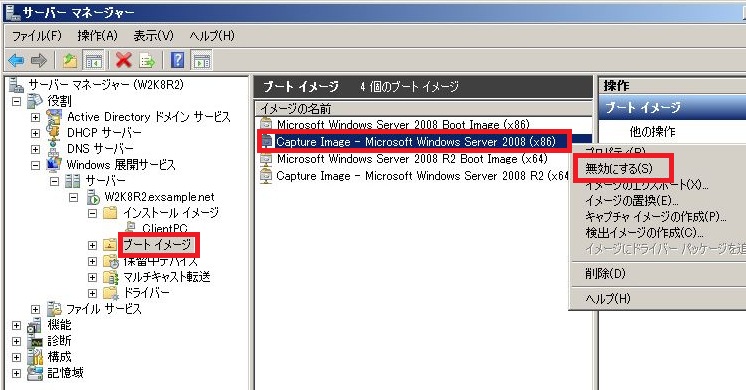 サーバー マネージャー
ファイル(F) 操作(A) 表示(V) ヘルプ(H)
サーバー マネージャー (W2K8R2)
役割
Active Directory ドメイン サービス
DHCP サーバー
DNS サーバー
Windows 展開サービス
サーバー
W2K8R2.exsample.net
インストール イメージ
ClientPC
ブート イメージ
保留中デバイス
マルチキャスト転送
ドライバー
ファイル サービス
機能
診断
構成
記憶域
ブート イメージ 4 個のブート イメージ
イメージの名前
Microsoft Windows Server 2008 Boot Image (x86)
Capture Image - Microsoft Windows Server 2008 (x86)
Microsoft Windows Server 2008 R2 Boot Image (x64)
Capture Image - Microsoft Windows Server 2008 R2 (x64)
操作
ブート イメージ
他の操作
プロパティ(R)
無効にする(S)
イメージのエクスポート(X)...
イメージの置換(E)...
キャプチャ イメージの作成(P)...
検出イメージの作成(C)...
イメージにドライバー パッケージを追
削除(D)
ヘルプ(H)